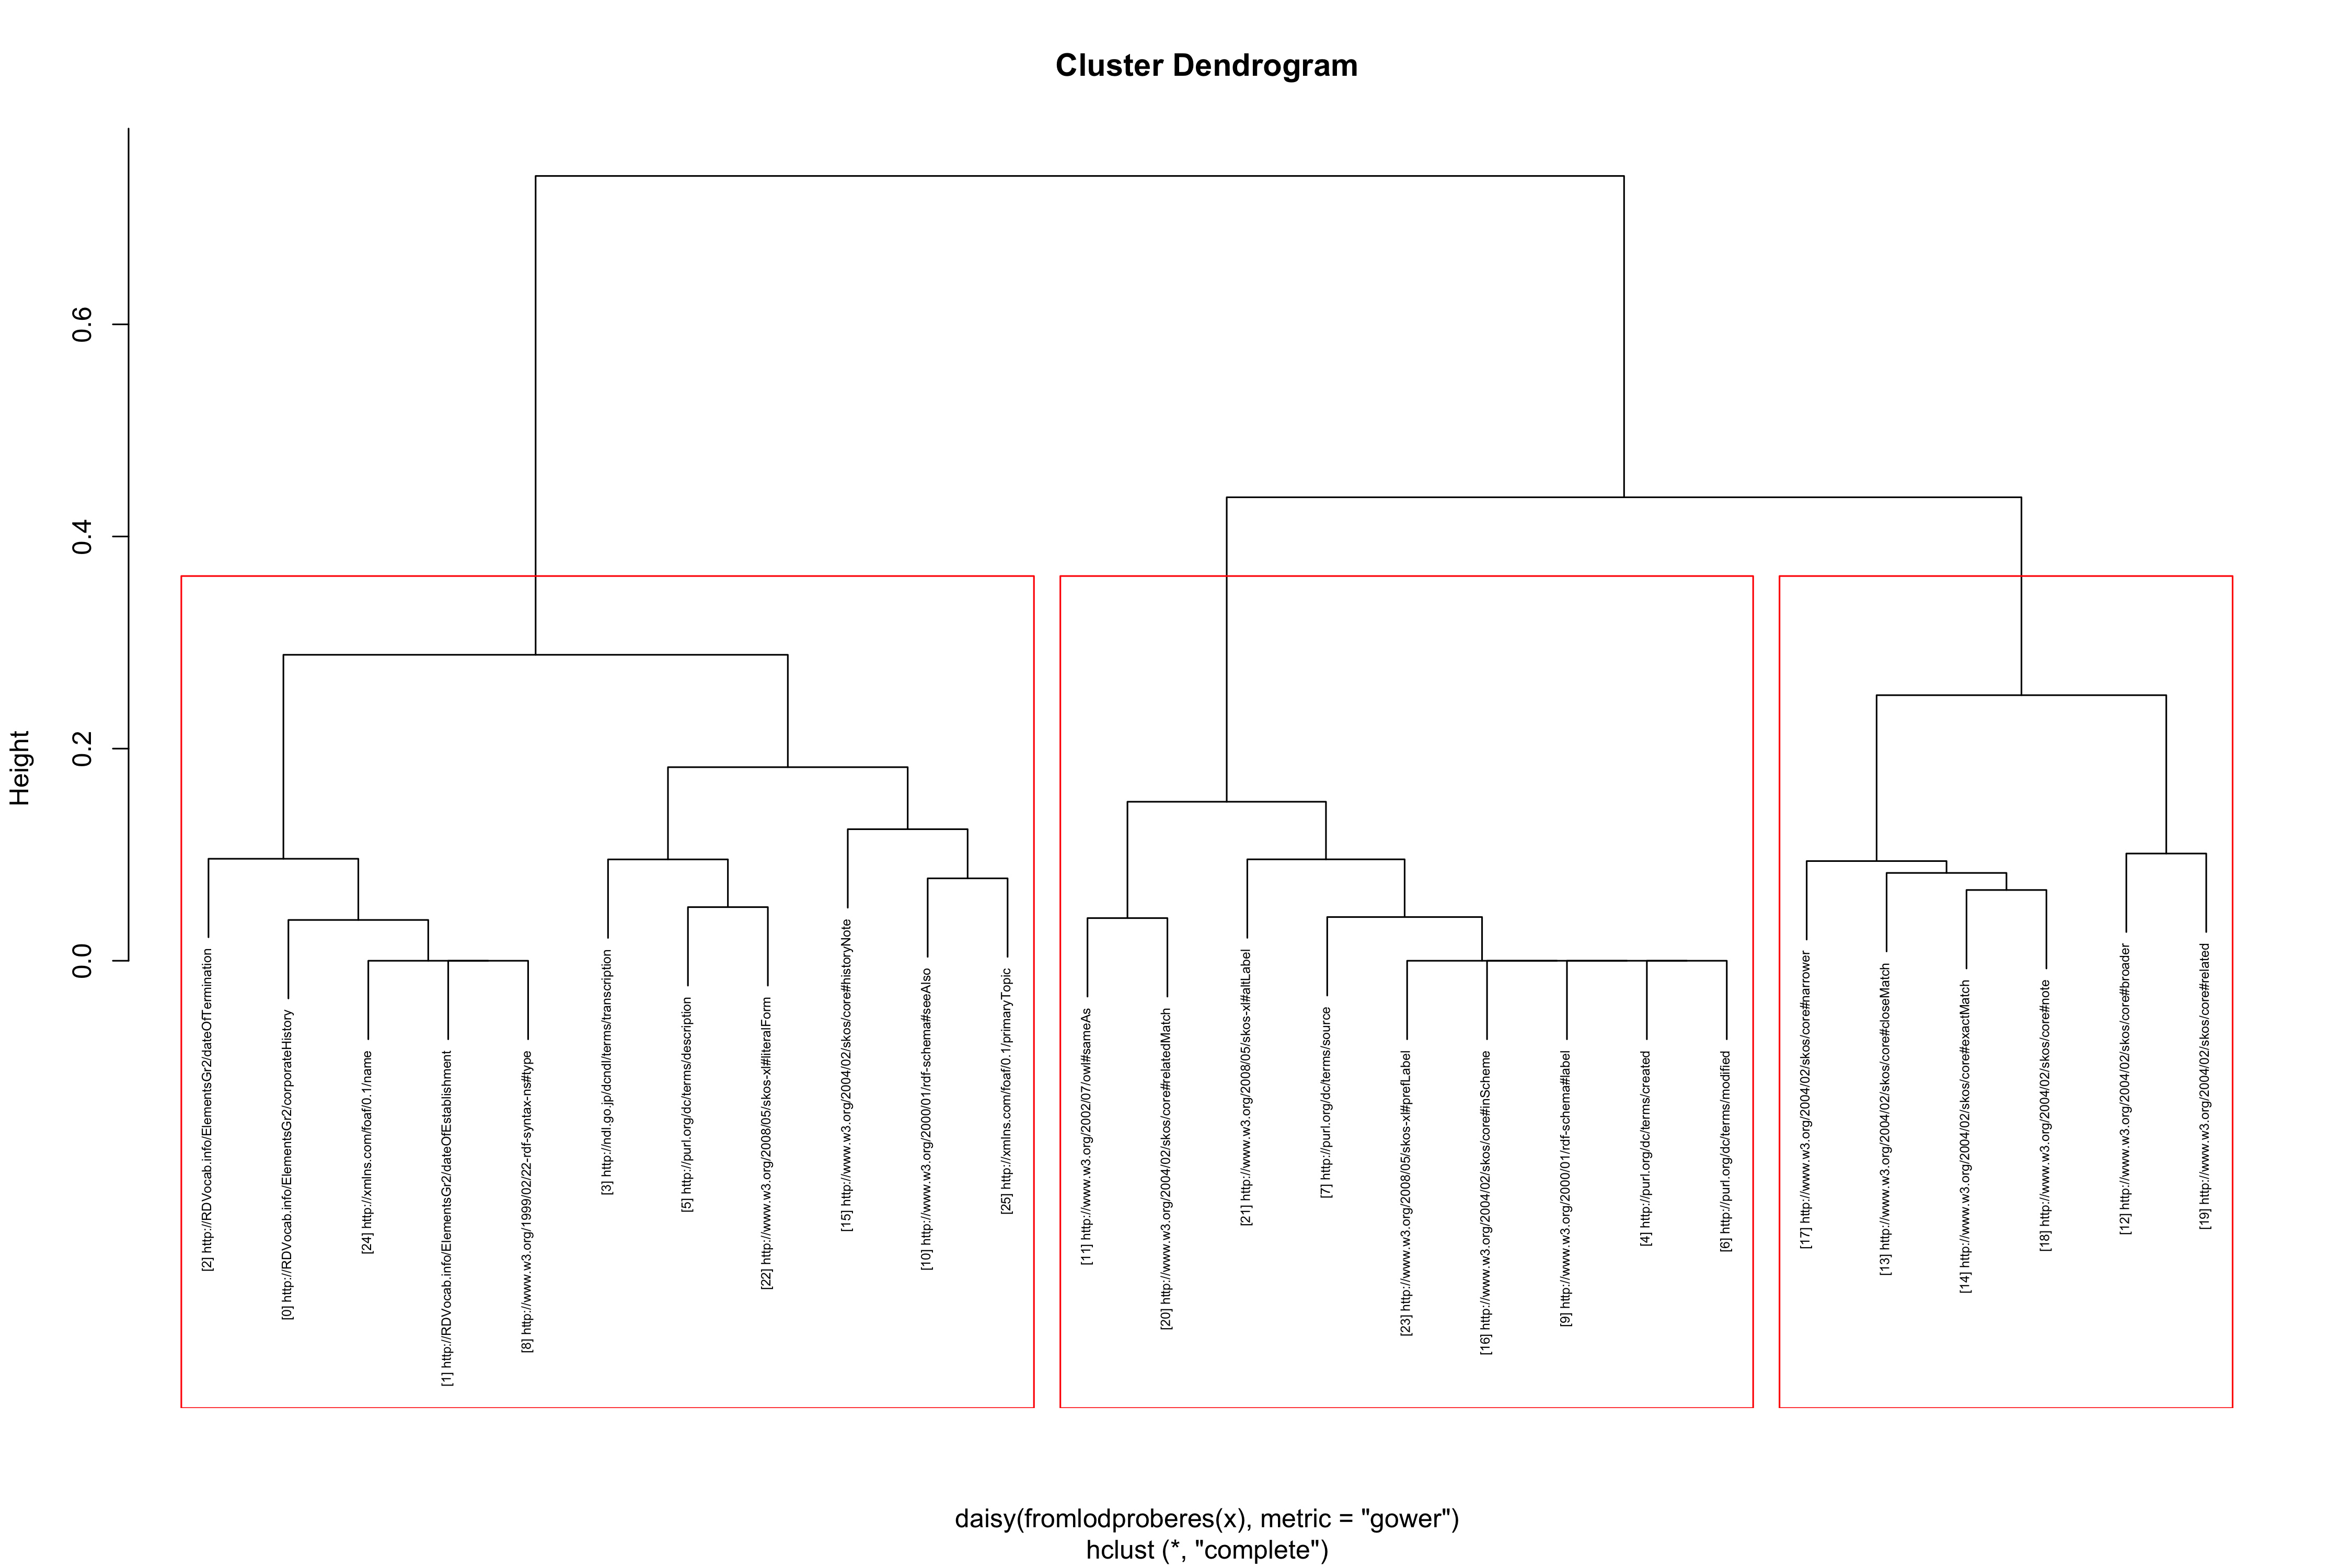 Cluster Dendrogram
Height
0.0
0.2
0.4
0.6
[2] http://RDVocab.info/ElementsGr2/dateOfTermination
[0] http://RDVocab.info/ElementsGr2/corporateHistory
[24] http://xmlns.com/foaf/0.1/name
[1] http://RDVocab.info/ElementsGr2/dateOfEstablishment
[8] http://www.w3.org/1999/02/22-rdf-syntax-ns#type
[3] http://ndl.go.jp/dcndl/terms/transcription
[5] http://purl.org/dc/terms/description
[22] http://www.w3.org/2008/05/skos-xl#literalForm
[15] http://www.w3.org/2004/02/skos/core#historyNote
[10] http://www.w3.org/2000/01/rdf-schema#seeAlso
[25] http://xmlns.com/foaf/0.1/primaryTopic
[11] http://www.w3.org/2002/07/owl#sameAs
[20] http://www.w3.org/2004/02/skos/core#relatedMatch
[21] http://www.w3.org/2008/05/skos-xl#altLabel
[7] http://purl.org/dc/terms/source
[23] http://www.w3.org/2008/05/skos-xl#prefLabel
[16] http://www.w3.org/2004/02/skos/core#inScheme
[9] http://www.w3.org/2000/01/rdf-schema#label
[4] http://purl.org/dc/terms/created
[6] http://purl.org/dc/terms/modified
[17] http://www.w3.org/2004/02/skos/core#narrower
[13] http://www.w3.org/2004/02/skos/core#closeMatch
[14] http://www.w3.org/2004/02/skos/core#exactMatch
[18] http://www.w3.org/2004/02/skos/core#note
[12] http://www.w3.org/2004/02/skos/core#broader
[19] http://www.w3.org/2004/02/skos/core#related
daisy(fromlodproberes(x), metric = "gower")
hclust (*, "complete")